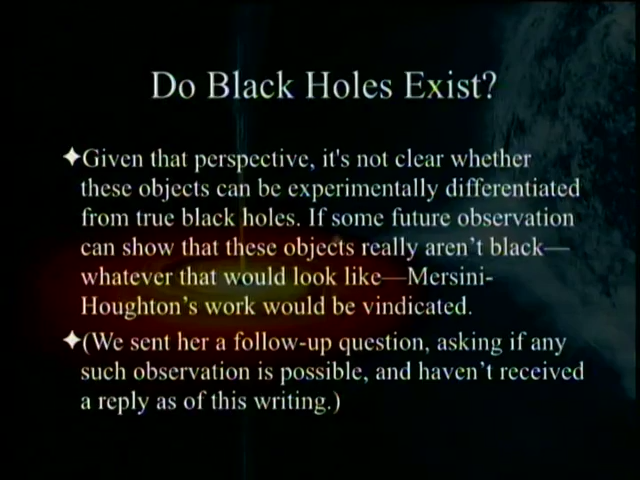 Do Black Holes Exist?
✦Given that perspective, it's not clear whether
these objects can be experimentally differentiated
from true black holes. If some future observation
can show that these objects really aren’t black—
whatever that would look like—Mersini-
Houghton’s work would be vindicated.
✦(We sent her a follow-up question, asking if any
such observation is possible, and haven’t received
a reply as of this writing.)